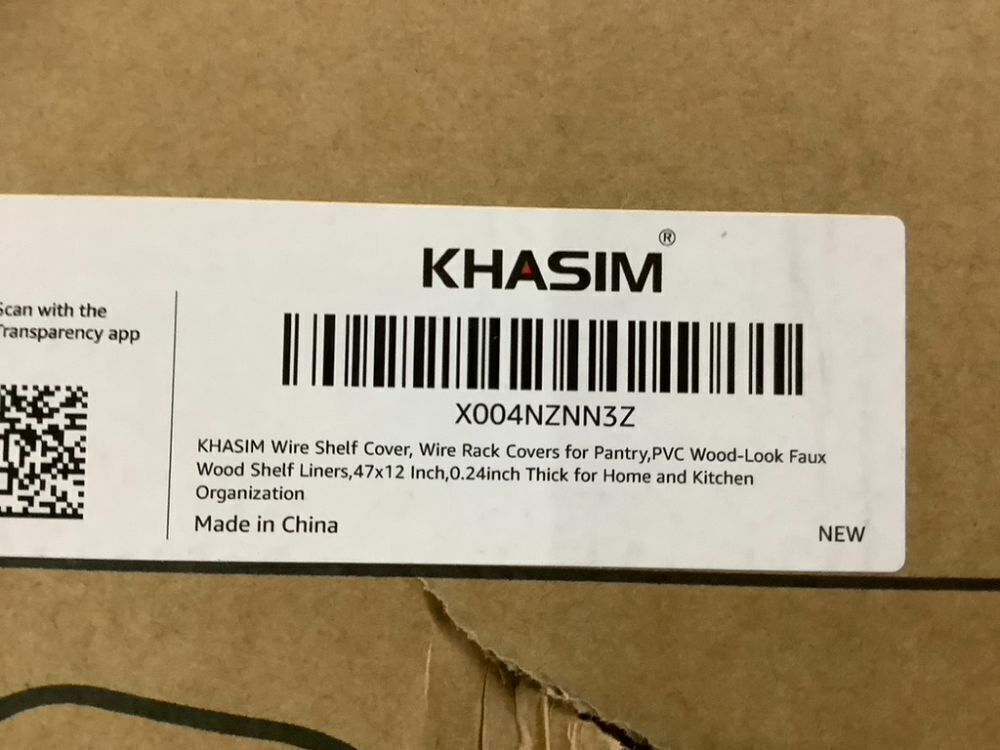 KHASIM®
Scan with the
Transparency app
X004NZNN3Z
KHASIM Wire Shelf Cover, Wire Rack Covers for Pantry,PVC Wood-Look Faux
Wood Shelf Liners,47x12 Inch,0.24inch Thick for Home and Kitchen
Organization
Made in China
NEW